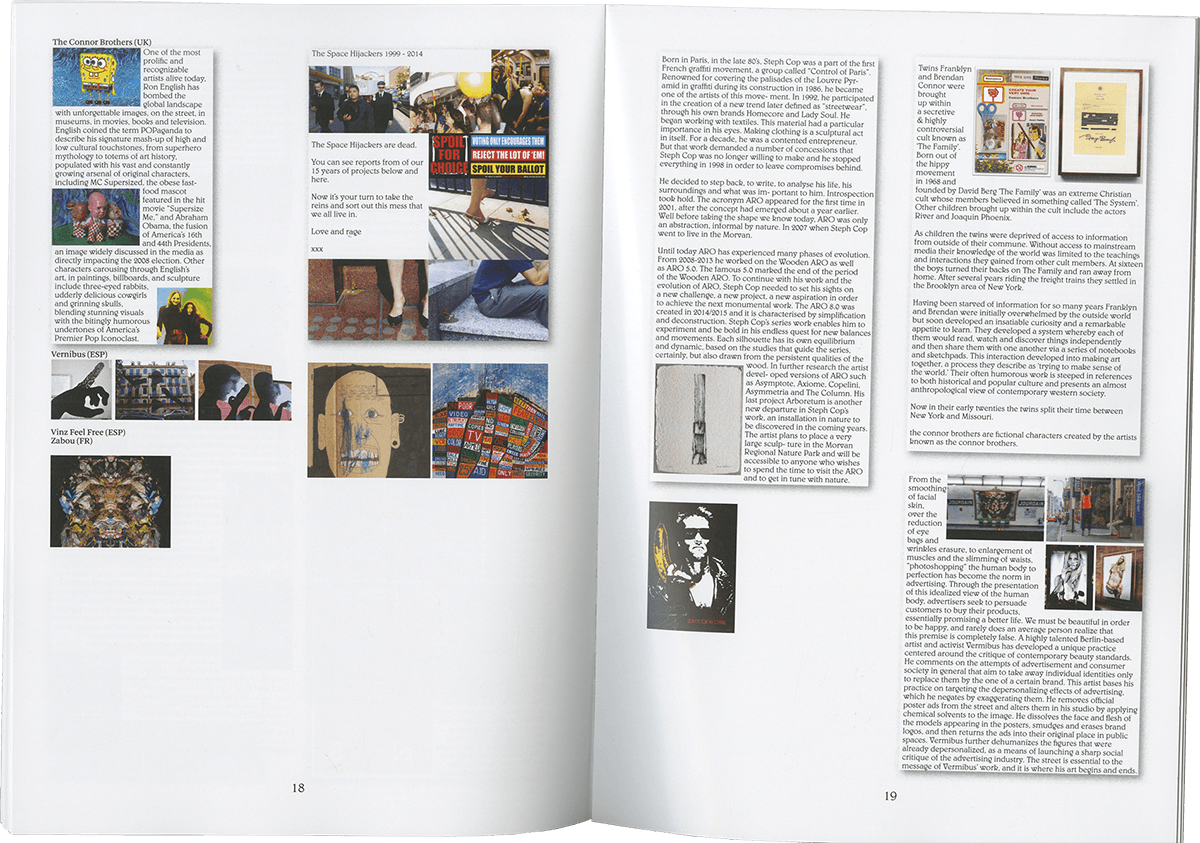 The Connor Brothers (UK)
One of the most
prolific and
recognizable
artists alive today,
Ron English has
bombed the
global landscape
with unforgettable images, on the street, in
museums, in movies, books and television.
English coined the term POPaganda to
describe his signature mash-up of high and
low cultural touchstones, from superhero
mythology to totems of art history,
populated with his vast and constantly
growing arsenal of original characters,
including MC Supersized, the obese fast-
food mascot
featured in the hit
movie "Supersize
Me," and Abraham
Obama, the fusion
of America's 16th
and 44th Presidents,
an image widely discussed in the media as
directly impacting the 2008 election. Other
characters carousing through English's
art, in paintings, billboards, and sculpture
include three-eyed rabbits,
udderly delicious cowgirls
and grinning skulls,
blending stunning visuals
with the bitingly humorous
undertones of America's
Premier Pop Iconoclast.
Vernibus (ESP)
Vinz Feel Free (ESP)
Zabou (FR)
The Space Hijackers 1999 - 2014
The Space Hijackers are dead.
You can see reports from of our
15 years of projects below and
here.
Now it's your turn to take the
reins and sort out this mess that
we all live in.
Love and rage
xxx
SPOIL
FOR
CHOICE
VOTING ONLY ENCOURAGES THEM
REJECT THE LOT OF 'EM!
SPOIL YOUR BALLOT
POOR
VIDEO
COLOR
COPIES
TV
AID
ONLY
SECURITY
18
Born in Paris, in the late 80's, Steph Cop was a part of the first
French graffiti movement, a group called "Control of Paris".
Renowned for covering the palisades of the Louvre Pyr-
amid in graffiti during its construction in 1986, he became
one of the artists of this move- ment. In 1992, he participated
in the creation of a new trend later defined as "streetwear",
through his own brands Homecore and Lady Soul. He
began working with textiles. This material had a particular
importance in his eyes. Making clothing is a sculptural act
in itself. For a decade, he was a contented entrepreneur.
But that work demanded a number of concessions that
Steph Cop was no longer willing to make and he stopped
everything in 1998 in order to leave compromises behind.
He decided to step back, to write, to analyse his life, his
surroundings and what was im- portant to him. Introspection
took hold. The acronym ARO appeared for the first time in
2001, after the concept had emerged about a year earlier.
Well before taking the shape we know today, ARO was only
an abstraction, informal by nature. In 2007 when Steph Cop
went to live in the Morvan.
Until today ARO has experienced many phases of evolution.
From 2008-2013 he worked on the Wooden ARO as well
as ARO 5.0. The famous 5.0 marked the end of the period
of the Wooden ARO. To continue with his work and the
evolution of ARO, Steph Cop needed to set his sights on
a new challenge, a new project, a new aspiration in order
to achieve the next monumental work. The ARO 8.0 was
created in 2014/2015 and it is characterised by simplification
and deconstruction. Steph Cop's series work enables him to
experiment and be bold in his endless quest for new balances
and movements. Each silhouette has its own equilibrium
and dynamic, based on the studies that guide the series,
certainly, but also drawn from the persistent qualities of the
wood. In further research the artist
devel- oped versions of ARO such
as Asymptote, Axiome, Copelini,
Asymmetria and The Column. His
last project Arboretum is another
new departure in Steph Cop's
work, an installation in nature to
be discovered in the coming years.
The artist plans to place a very
large sculp- ture in the Morvan
Regional Nature Park and will be
accessible to anyone who wishes
to spend the time to visit the ARO
and to get in tune with nature.
Twins Franklyn
and Brendan
Connor were
brought
up within
a secretive
& highly
controversial
cult known as
'The Family'.
Born out of
the hippy
movement
in 1968 and
founded by David Berg 'The Family' was an extreme Christian
cult whose members believed in something called 'The System'.
Other children brought up within the cult include the actors
River and Joaquin Phoenix.
As children the twins were deprived of access to information
from outside of their commune. Without access to mainstream
media their knowledge of the world was limited to the teachings
and interactions they gained from other cult members. At sixteen
the boys turned their backs on The Family and ran away from
home. After several years riding the freight trains they settled in
the Brooklyn area of New York.
Having been starved of information for so many years Franklyn
and Brendan were initially overwhelmed by the outside world
but soon developed an insatiable curiosity and a remarkable
appetite to learn. They developed a system whereby each of
them would read, watch and discover things independently
and then share them with one another via a series of notebooks
and sketchpads. This interaction developed into making art
together, a process they describe as 'trying to make sense of
the world.' Their often humorous work is steeped in references
to both historical and popular culture and presents an almost
anthropological view of contemporary western society.
Now in their early twenties the twins split their time between
New York and Missouri.
the connor brothers are fictional characters created by the artists
known as the connor brothers.
From the
smoothing
of facial
skin,
over the
reduction
of eye
bags and
wrinkles erasure, to enlargement of
muscles and the slimming of waists,
"photoshopping" the human body to
perfection has become the norm in
advertising. Through the presentation
of this idealized view of the human
body, advertisers seek to persuade
customers to buy their products,
essentially promising a better life. We must be beautiful in order
to be happy, and rarely does an average person realize that
this premise is completely false. A highly talented Berlin-based
artist and activist Vermibus has developed a unique practice
centered around the critique of contemporary beauty standards.
He comments on the attempts of advertisement and consumer
society in general that aim to take away individual identities only
to replace them by the one of a certain brand. This artist bases his
practice on targeting the depersonalizing effects of advertising,
which he negates by exaggerating them. He removes official
poster ads from the street and alters them in his studio by applying
chemical solvents to the image. He dissolves the face and flesh of
the models appearing in the posters, smudges and erases brand
logos, and then returns the ads into their original place in public
spaces. Vermibus further dehumanizes the figures that were
already depersonalized, as a means of launching a sharp social
critique of the advertising industry. The street is essential to the
message of Vermibus' work, and it is where his art begins and ends.
JOURDAIN
JOURDAIN
19